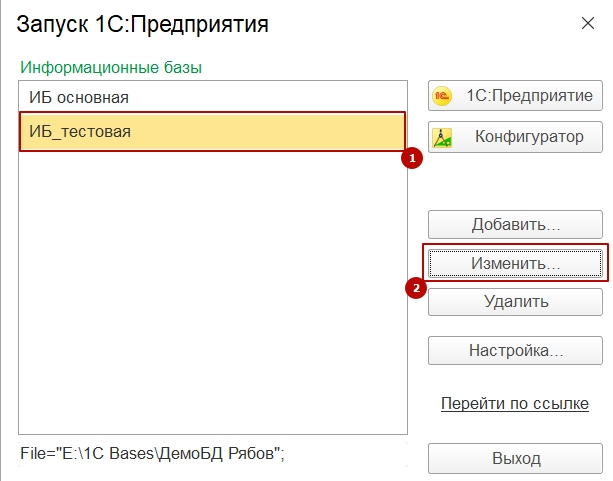 Запуск 1С:Предприятия
Информационные базы
ИБ основная
ИБ_тестовая
1
1С:Предприятие
Конфигуратор
Добавить...
Изменить...
2
Удалить
Настройка...
Перейти по ссылке
Выход
File="E:\1C Bases\ДемоБД Рябов";